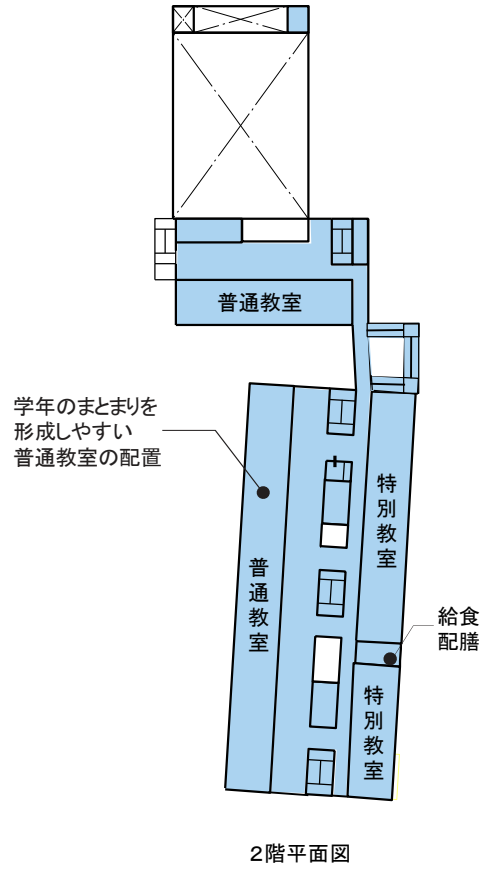 普通教室
学年のまとまりを
形成しやすい
普通教室の配置
特別教室
普通教室
給食
配膳
特別教室
2階平面図